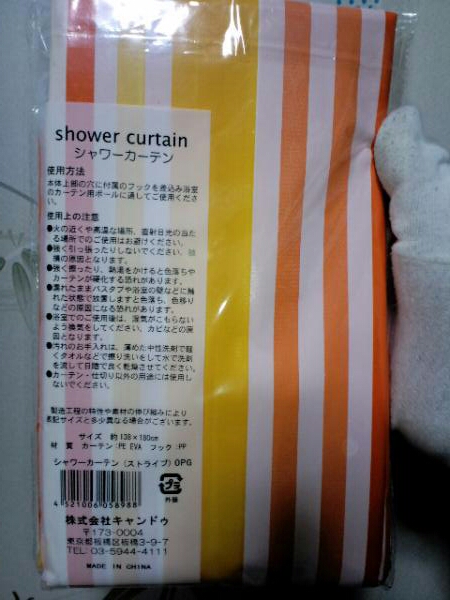 shower curtain
シャワーカーテン
使用方法
本体上部の穴に付属のフックを差込み浴室
のカーテン用ポールに通してご使用くださ
い。
使用上の注意
●火の近くや高温な場所、直射日光の当た
る場所でのご使用はお避けください。
●強く引っ張ったりしないでください。破
損の原因となります。
●強く擦ったり、熱湯をかけると色落ちや
カーテンが硬化する恐れがあります。
●濡れたままバスタブや浴室の壁などに触
れた状態で放置しますと色落ち、色移り
などの原因になる恐れがあります。
●浴室でのご使用後は、湿気がこもらない
よう換気をしてください。カビなどの原
因となります。
●汚れのお手入れは、薄めた中性洗剤で軽
くタオルなどで擦り洗いをして水で洗剤
を流して日陰で良く乾燥させてください。
●カーテン・仕切り以外の用途には使用し
ないでください。
製造工程の特性や素材の伸び縮みにより
表記サイズと多少異なる場合がございます。
サイズ 約138×180cm
材 質 カーテン:PE EVA フック:PP
シャワーカーテン (ストライプ) OPG
4 521006 058988
プラ
外装
株式会社キャンドゥ
〒173-0004
東京都板橋区板橋3-9-7
TEL 03-5944-4111
MADE IN CHINA